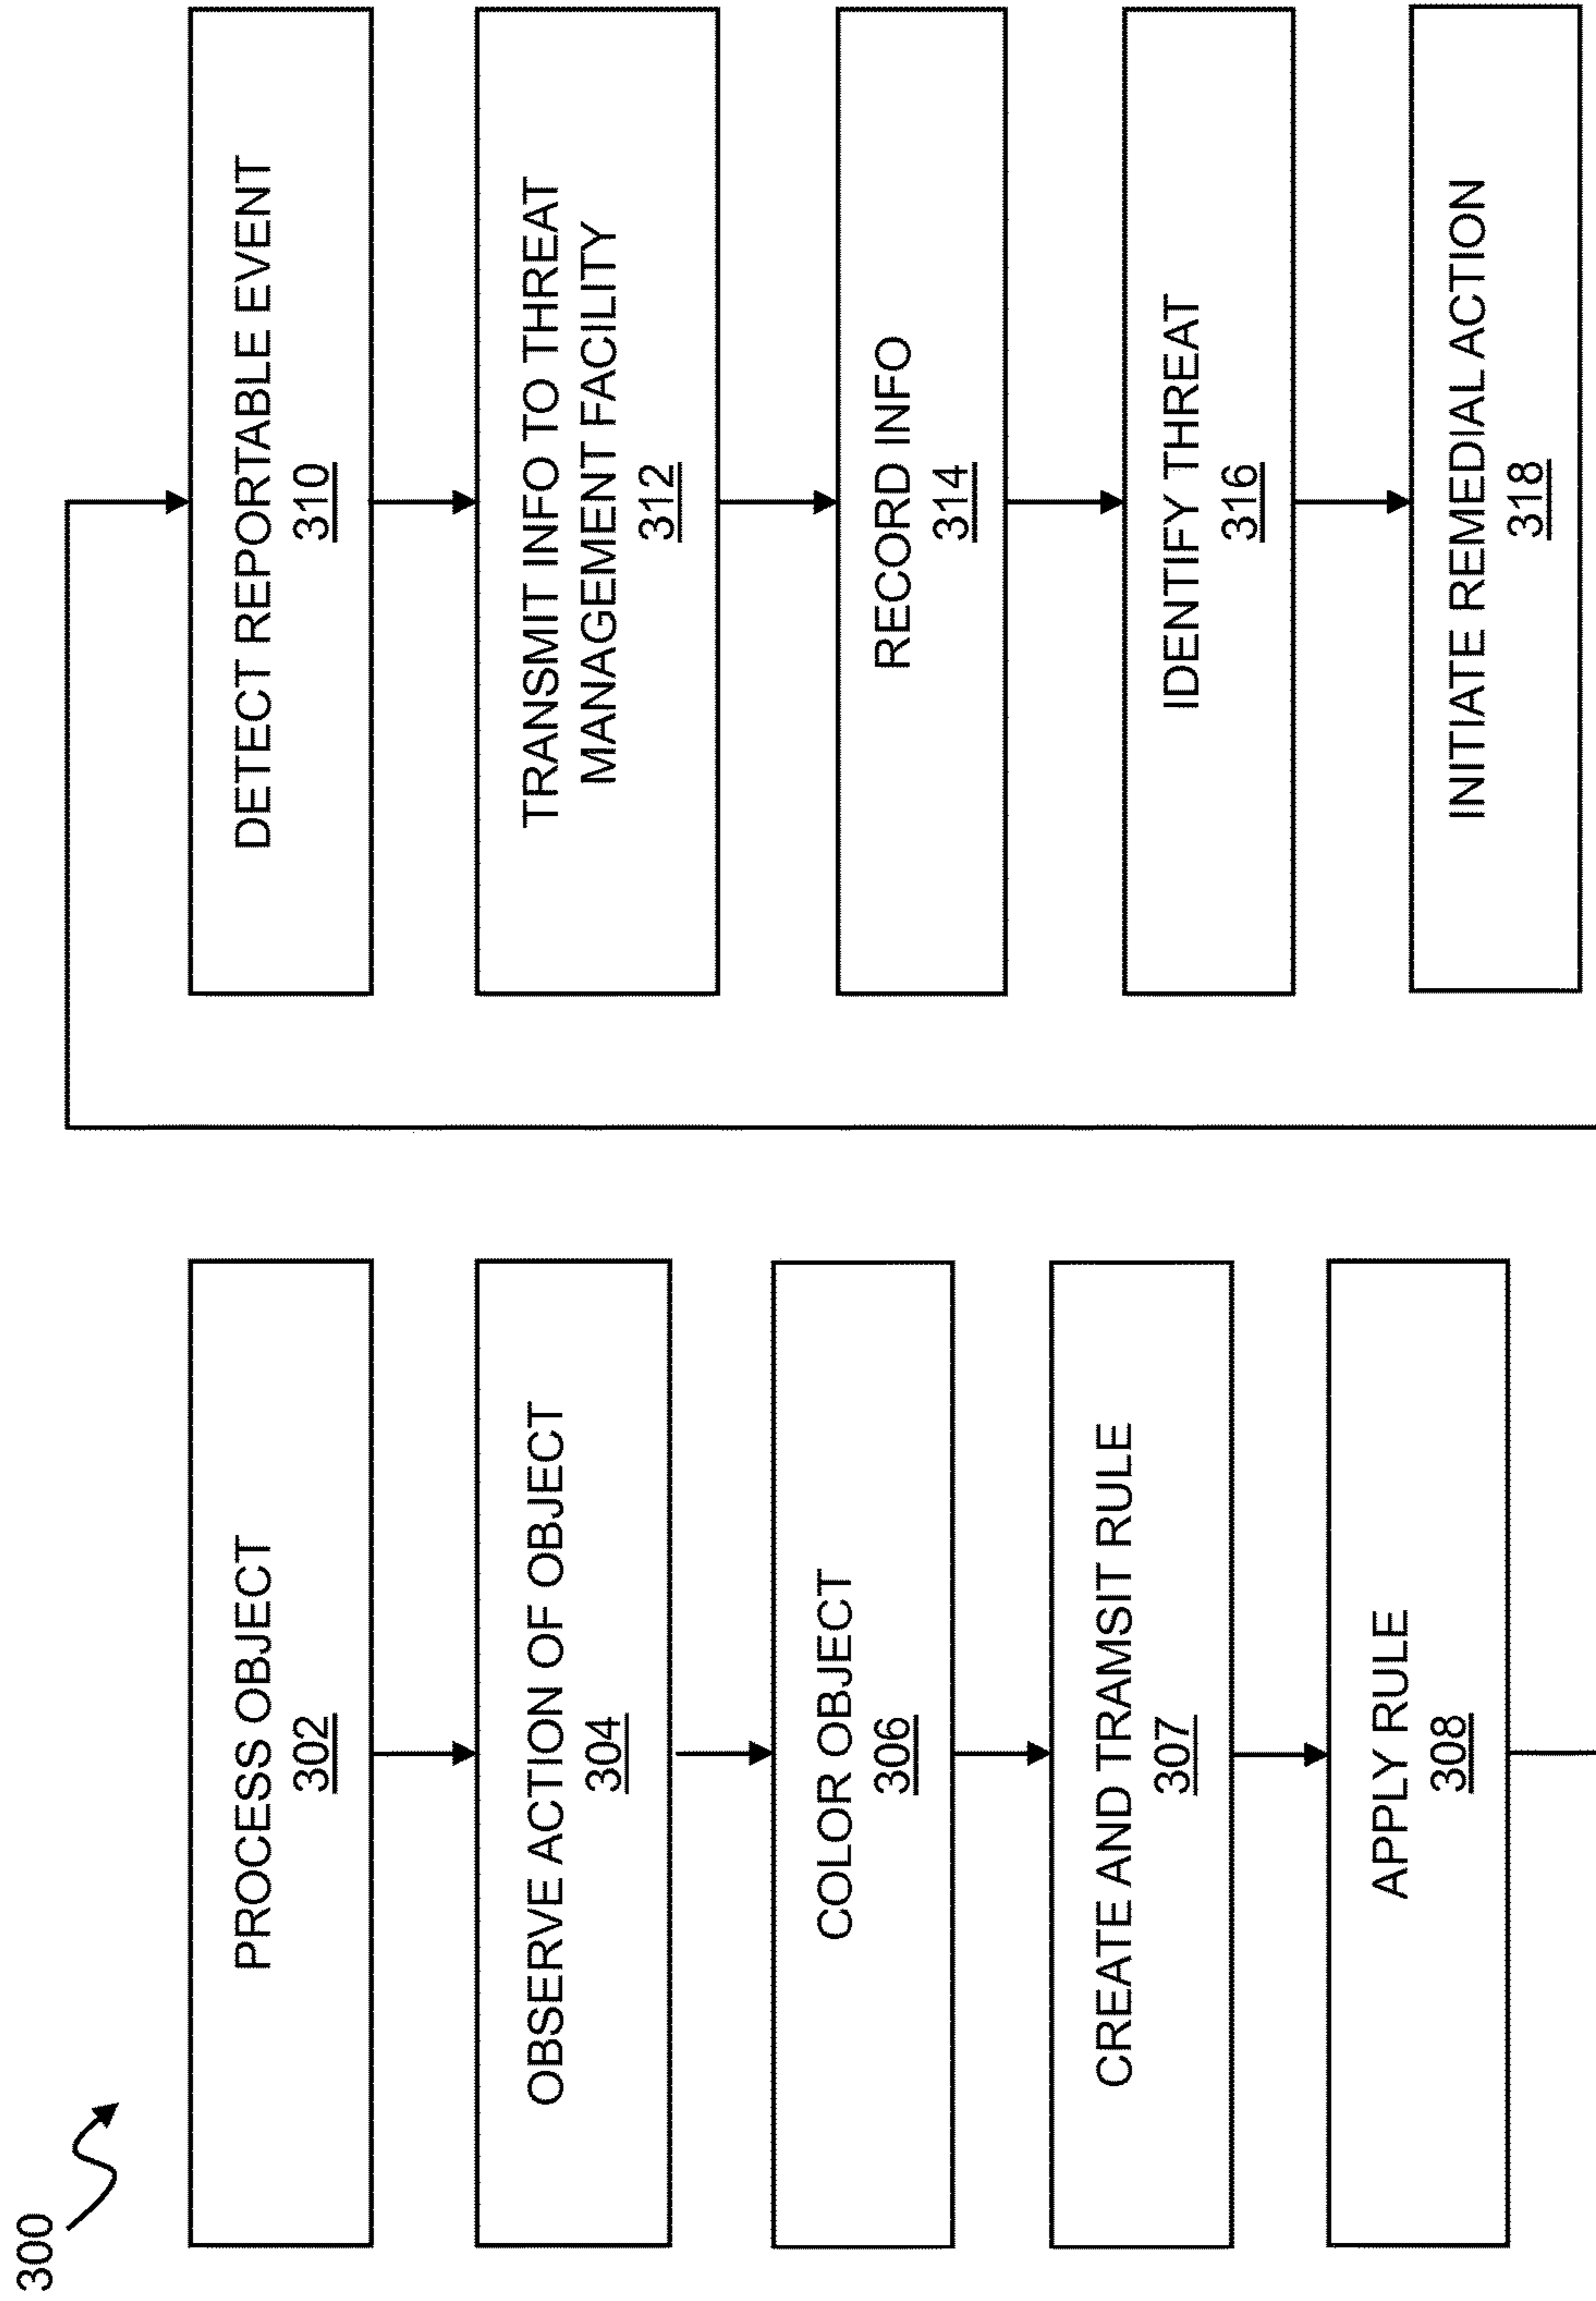 300
PROCESS OBJECT
302
OBSERVE ACTION OF OBJECT
304
COLOR OBJECT
306
CREATE AND TRAMSIT RULE
307
APPLY RULE
308
DETECT REPORTABLE EVENT
310
TRANSMIT INFO TO THREAT
MANAGEMENT FACILITY
312
RECORD INFO
314
IDENTIFY THREAT
316
INITIATE REMEDIAL ACTION
318